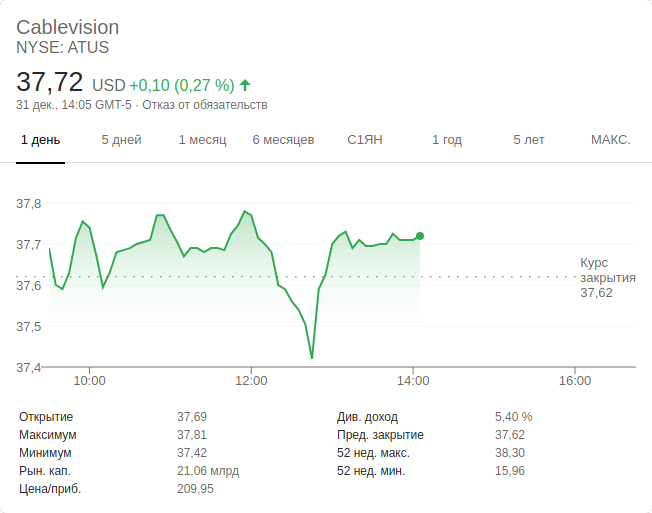 Cablevision
NYSE: ATUS
37,72 USD +0,10 (0,27 %)
31 дек., 14:05 GMT-5 · Отказ от обязательств
1 день 5 дней 1 месяц 6 месяцев С1ЯН 1 год 5 лет МАКС.
37,8
37,7
37,6
37,5
37,4
Курс
закрытия
37,62
10:00 12:00 14:00 16:00
Открытие 37,69 Див. доход 5,40 %
Максимум 37,81 Пред. закрытие 37,62
Минимум 37,42 52 нед. макс. 38,30
Рын. кап. 21,06 млрд 52 нед. мин. 15,96
Цена/приб. 209,95